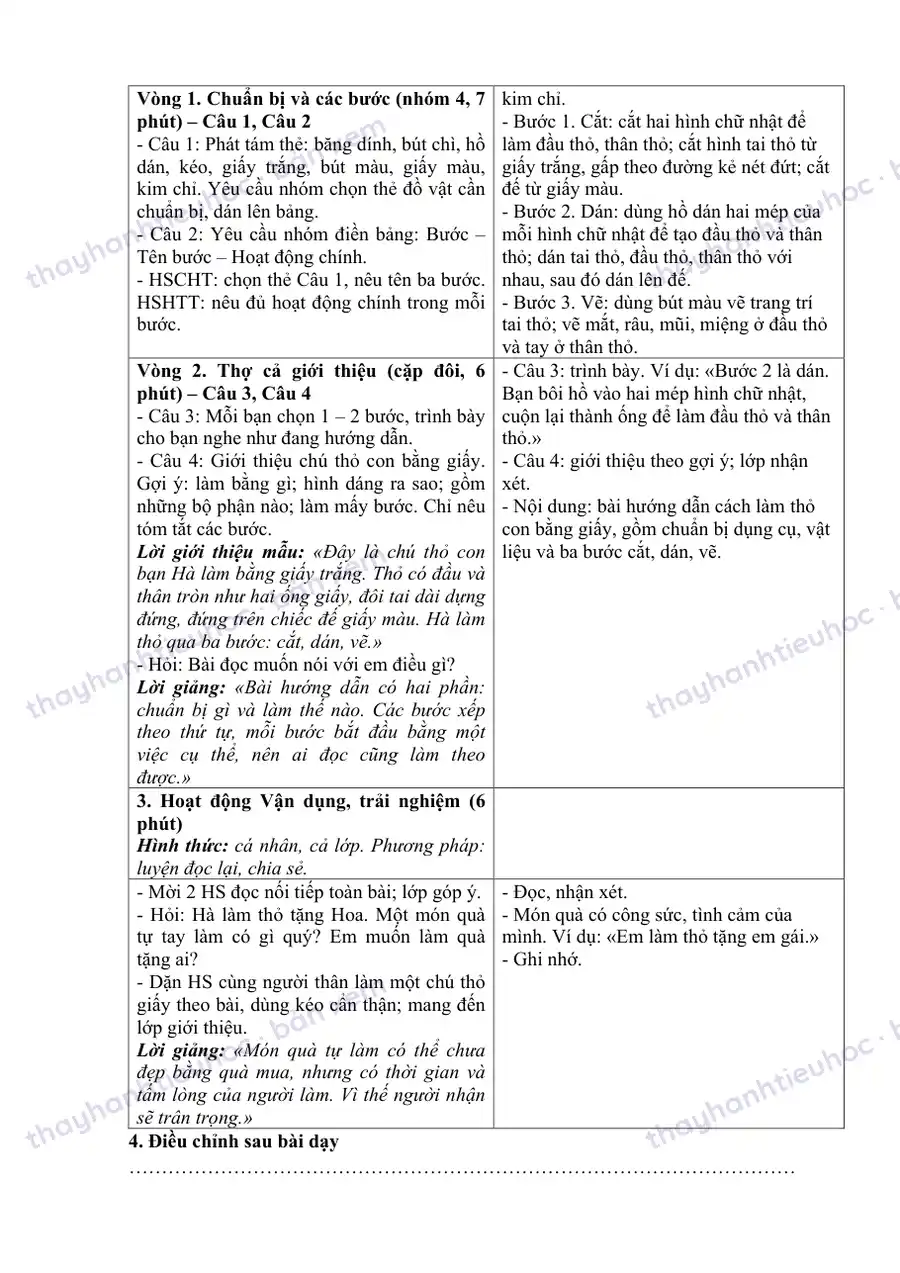 Vòng 1. Chuẩn bị và các bước (nhóm 4, 7
phút) – Câu 1, Câu 2
- Câu 1: Phát tám thẻ: băng dính, bút chì, hồ
dán, kéo, giấy trắng, bút màu, giấy màu,
kim chỉ. Yêu cầu nhóm chọn thẻ đồ vật cần
chuẩn bị, dán lên bảng.
- Câu 2: Yêu cầu nhóm điền bảng: Bước –
Tên bước – Hoạt động chính.
- HSCHT: chọn thẻ Câu 1, nêu tên ba bước.
HSHTT: nêu đủ hoạt động chính trong mỗi
bước.
kim chỉ.
- Bước 1. Cắt: cắt hai hình chữ nhật để
làm đầu thỏ, thân thỏ; cắt hình tai thỏ từ
giấy trắng, gấp theo đường kẻ nét đứt; cắt
đế từ giấy màu.
- Bước 2. Dán: dùng hồ dán hai mép của
mỗi hình chữ nhật để tạo đầu thỏ và thân
thỏ; dán tai thỏ, đầu thỏ, thân thỏ với
nhau, sau đó dán lên đế.
- Bước 3. Vẽ: dùng bút màu vẽ trang trí
tai thỏ; vẽ mắt, râu, mũi, miệng ở đầu thỏ
và tay ở thân thỏ.
Vòng 2. Thợ cả giới thiệu (cặp đôi, 6
phút) – Câu 3, Câu 4
- Câu 3: Mỗi bạn chọn 1 – 2 bước, trình bày
cho bạn nghe như đang hướng dẫn.
- Câu 4: Giới thiệu chú thỏ con bằng giấy.
Gợi ý: làm bằng gì; hình dáng ra sao; gồm
những bộ phận nào; làm mấy bước. Chỉ nêu
tóm tắt các bước.
Lời giới thiệu mẫu: «Đây là chú thỏ con
bạn Hà làm bằng giấy trắng. Thỏ có đầu và
thân tròn như hai ống giấy, đôi tai dài dựng
đứng, đứng trên chiếc đế giấy màu. Hà làm
thỏ qua ba bước: cắt, dán, vẽ.»
- Hỏi: Bài đọc muốn nói với em điều gì?
Lời giảng: «Bài hướng dẫn có hai phần:
chuẩn bị gì và làm thế nào. Các bước xếp
theo thứ tự, mỗi bước bắt đầu bằng một
việc cụ thể, nên ai đọc cũng làm theo
được.»
- Câu 3: trình bày. Ví dụ: «Bước 2 là dán.
Bạn bôi hồ vào hai mép hình chữ nhật,
cuộn lại thành ống để làm đầu thỏ và thân
thỏ.»
- Câu 4: giới thiệu theo gợi ý; lớp nhận
xét.
- Nội dung: bài hướng dẫn cách làm thỏ
con bằng giấy, gồm chuẩn bị dụng cụ, vật
liệu và ba bước cắt, dán, vẽ.
3. Hoạt động Vận dụng, trải nghiệm (6
phút)
Hình thức: cá nhân, cả lớp. Phương pháp:
luyện đọc lại, chia sẻ.
- Mời 2 HS đọc nối tiếp toàn bài; lớp góp ý.
- Hỏi: Hà làm thỏ tặng Hoa. Một món quà
tự tay làm có gì quý? Em muốn làm quà
tặng ai?
- Dặn HS cùng người thân làm một chú thỏ
giấy theo bài, dùng kéo cẩn thận; mang đến
lớp giới thiệu.
Lời giảng: «Món quà tự làm có thể chưa
đẹp bằng quà mua, nhưng có thời gian và
tấm lòng của người làm. Vì thế người nhận
sẽ trân trọng.»
- Đọc, nhận xét.
- Món quà có công sức, tình cảm của
mình. Ví dụ: «Em làm thỏ tặng em gái.»
- Ghi nhớ.
4. Điều chỉnh sau bài dạy
……………………………………………………………………………………………
thayhanhtieuhoc · bản xem
thayhanhtieuhoc · b
thayhanhtieuhoc · bản xem
thayhanhtieuhoc · b
thayhanhtieuhoc · bản xem
thayhanhtieuhoc · b